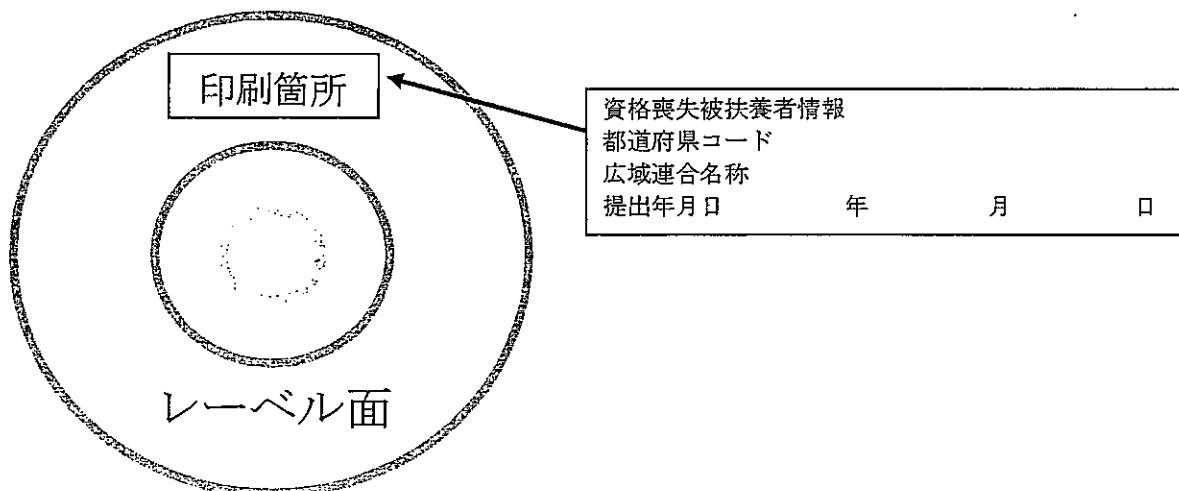 印刷箇所
資格喪失被扶養者情報
都道府県コード
広域連合名称
提出年月日 年 月 日
レーベル面